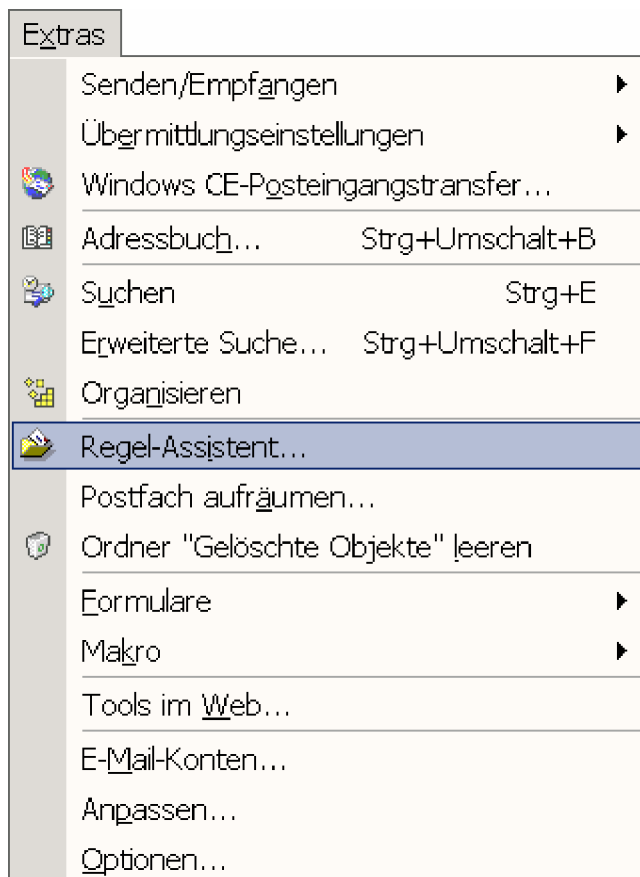 Extras
Senden/Empfangen
Übermittlungseinstellungen
Windows CE-Posteingangstransfer...
Adressbuch... Strg+Umschalt+B
Suchen Strg+E
Erweiterte Suche... Strg+Umschalt+F
Organisieren
Regel-Assistent...
Postfach aufräumen...
Ordner "Gelöschte Objekte" leeren
Formulare
Makro
Tools im Web...
E-Mail-Konten...
Anpassen...
Optionen...